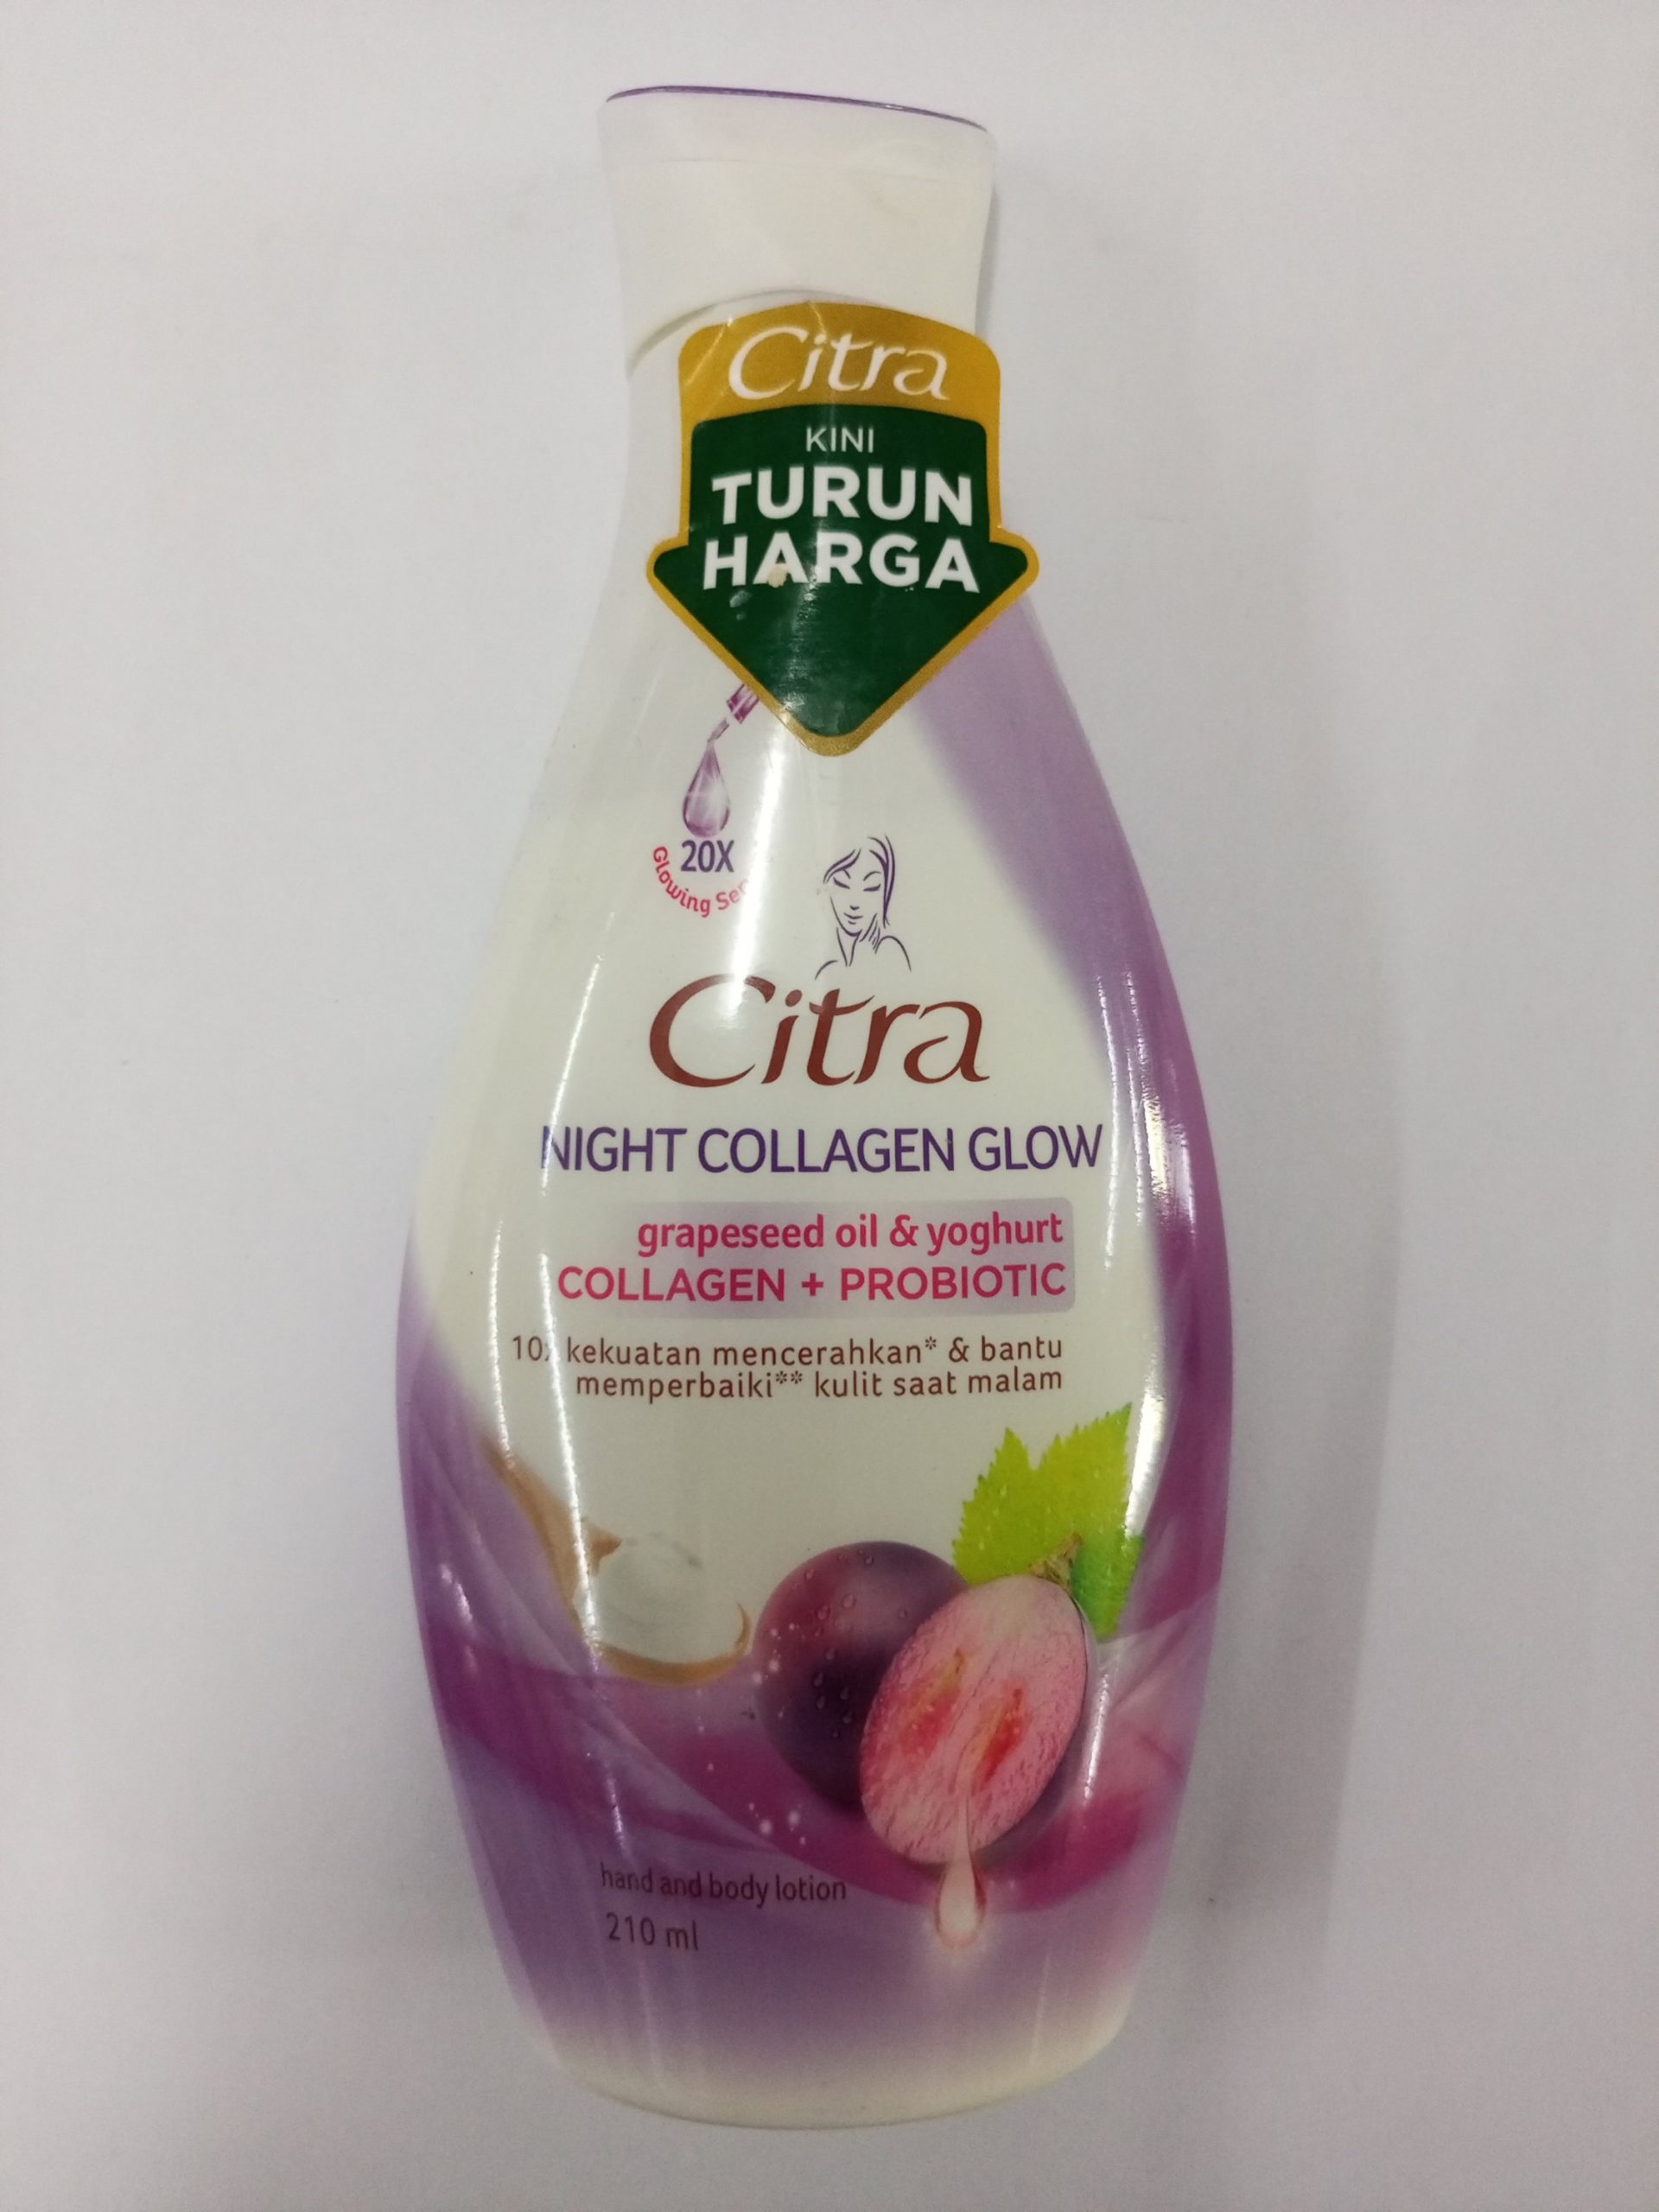 Citra
KINI
TURUN
HARGA
20X
Glowing
Citra
NIGHT COLLAGEN GLOW
grapeseed oil & yoghurt
COLLAGEN + PROBIOTIC
kekuatan mencerahkan* & bantu
memperbaiki** kulit saat malam
hand and body lotion
210 ml